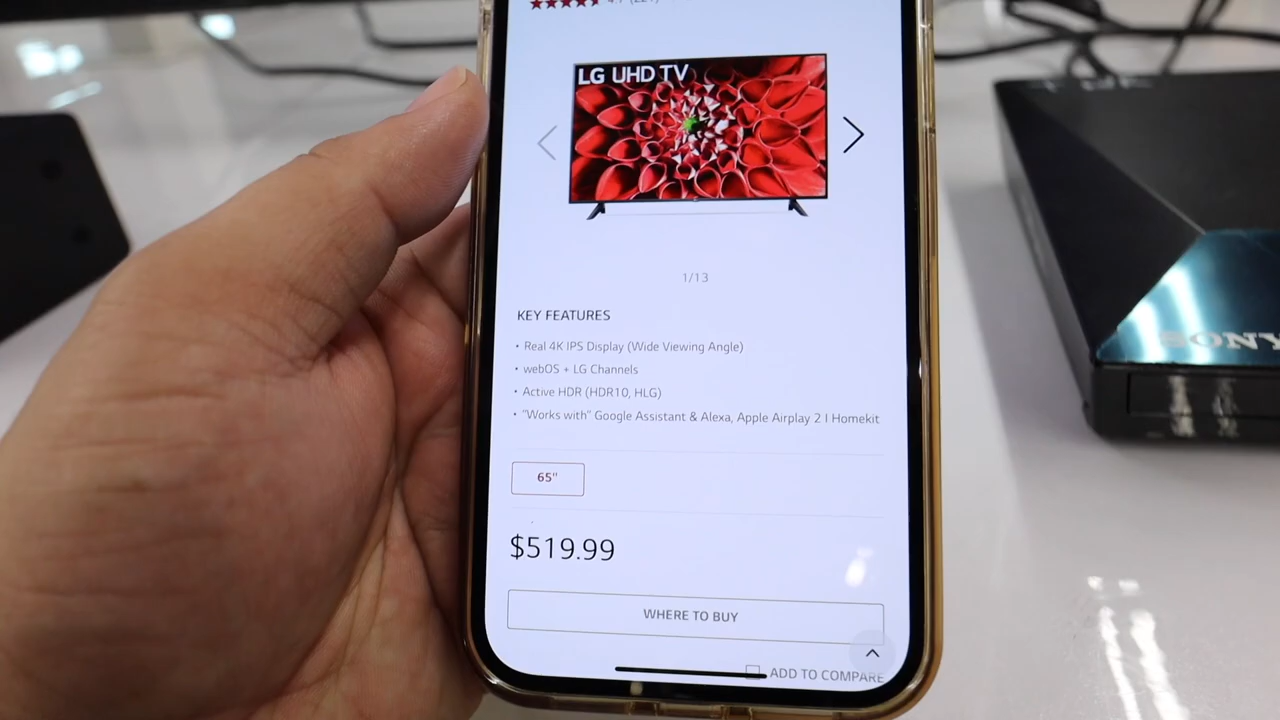 LG UHD TV
1/13
KEY FEATURES
• Real 4K IPS Display (Wide Viewing Angle)
• webOS + LG Channels
• Active HDR (HDR10, HLG)
• "Works with" Google Assistant & Alexa, Apple Airplay 2 I Homekit
65"
$519.99
WHERE TO BUY
ADD TO COMPARE
SONY